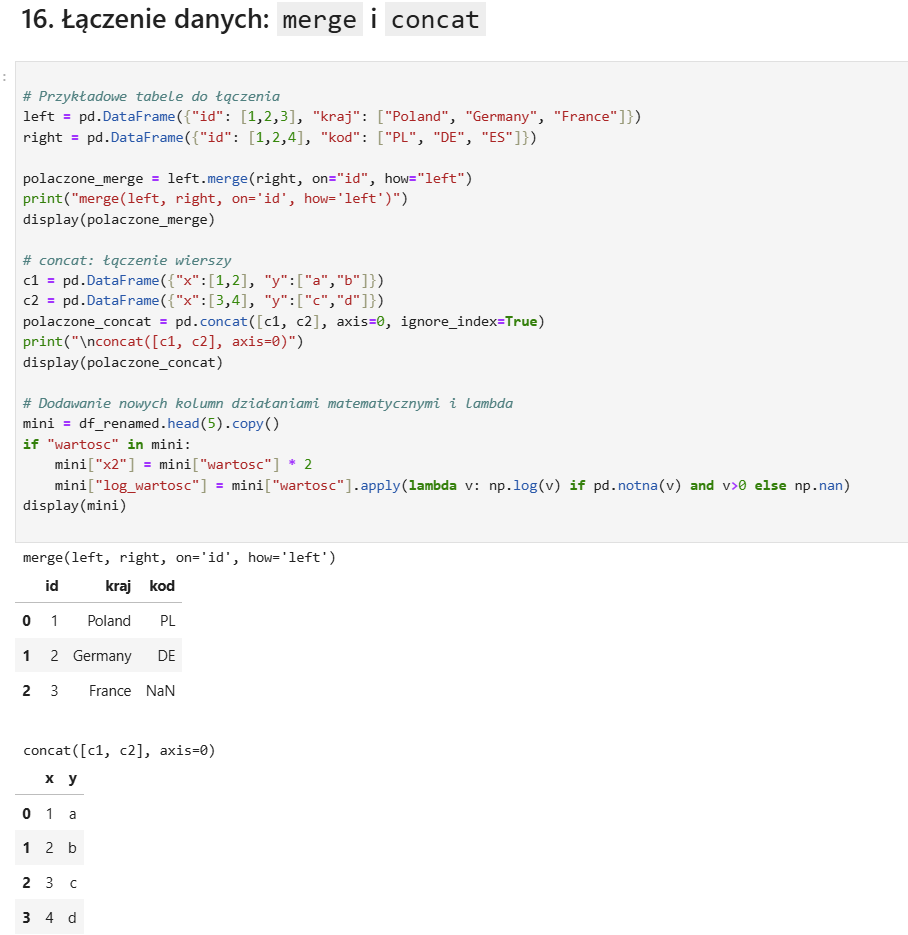 16. Łączenie danych: merge i concat
:
# Przykładowe tabele do łączenia
left = pd.DataFrame({"id": [1,2,3], "kraj": ["Poland", "Germany", "France"]})
right = pd.DataFrame({"id": [1,2,4], "kod": ["PL", "DE", "ES"]})
polaczone_merge = left.merge(right, on="id", how="left")
print("merge(left, right, on='id', how='left')")
display(polaczone_merge)
# concat: łączenie wierszy
c1 = pd.DataFrame({"x":[1,2], "y":["a","b"]})
c2 = pd.DataFrame({"x":[3,4], "y":["c","d"]})
polaczone_concat = pd.concat([c1, c2], axis=0, ignore_index=True)
print("\nconcat([c1, c2], axis=0)")
display(polaczone_concat)
# Dodawanie nowych kolumn działaniami matematycznymi i lambda
mini = df_renamed.head(5).copy()
if "wartosc" in mini:
    mini["x2"] = mini["wartosc"] * 2
    mini["log_wartosc"] = mini["wartosc"].apply(lambda v: np.log(v) if pd.notna(v) and v>0 else np.nan)
display(mini)
merge(left, right, on='id', how='left')
id kraj kod
0 1 Poland PL
1 2 Germany DE
2 3 France NaN
concat([c1, c2], axis=0)
x y
0 1 a
1 2 b
2 3 c
3 4 d